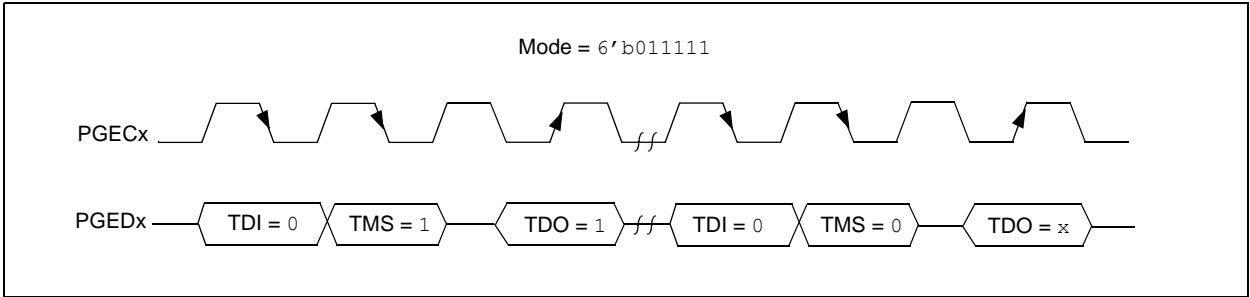 Mode = 6'b011111
PGECx
PGEDx TDI = 0 TMS = 1 TDO = 1 TDI = 0 TMS = 0 TDO = x